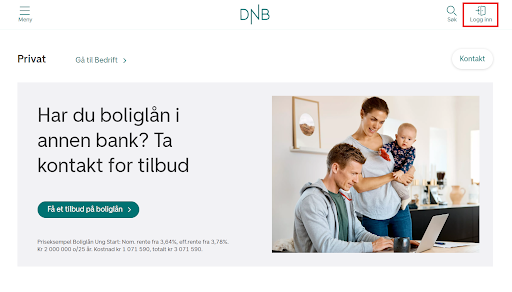 DNB
Meny
Søk
Logg inn
Privat
Gå til Bedrift
Kontakt
Har du boliglån i
annen bank? Ta
kontakt for tilbud
Få et tilbud på boliglån
Priseksempel Boliglån Ung Start: Nom. rente fra 3,64%, eff.rente fra 3,78%.
Kr 2 000 000 o/25 år. Kostnad kr 1 071 590, totalt kr 3 071 590.